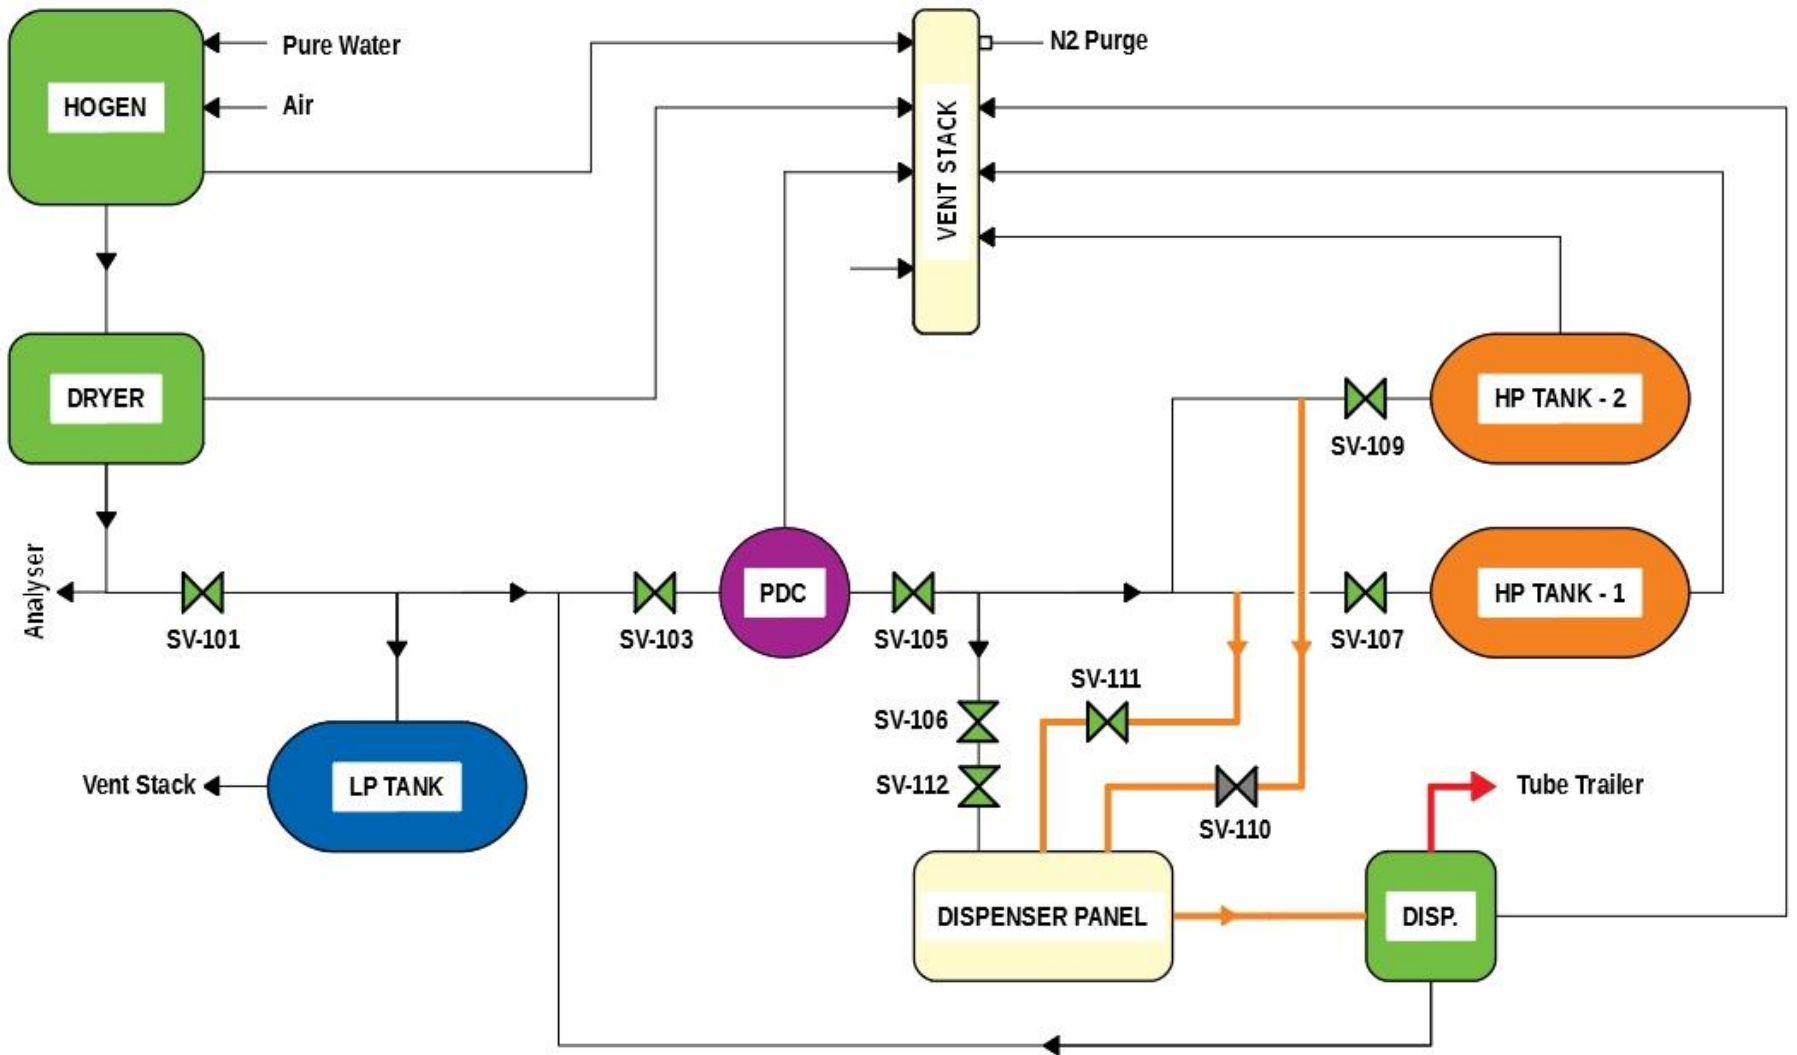 Pure Water
N2 Purge
HOGEN
Air
VENT STACK
DRYER
HP TANK - 2
SV-109
Analyser
PDC
HP TANK - 1
SV-101
SV-103
SV-105
SV-107
SV-111
SV-106
Vent Stack
LP TANK
SV-112
Tube Trailer
SV-110
DISPENSER PANEL
DISP.